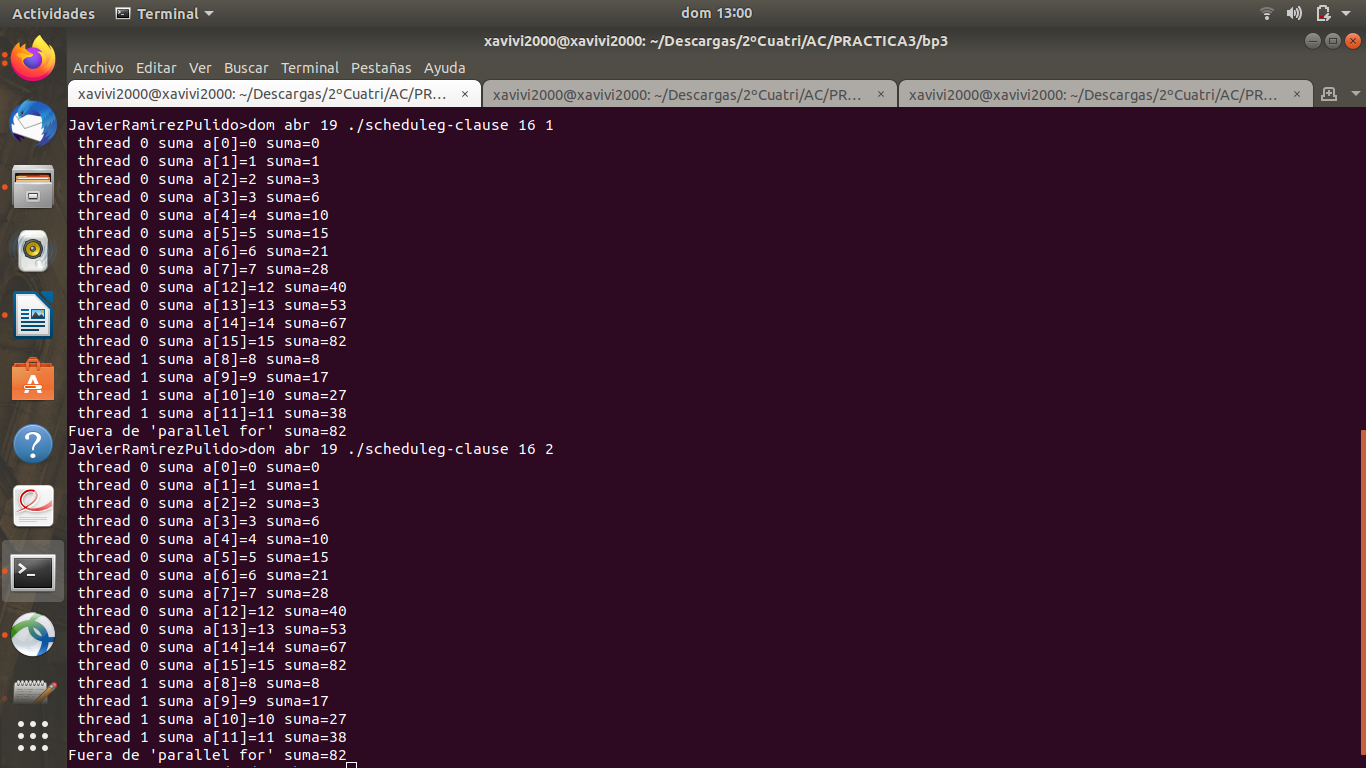 Actividades Terminal dom 13:00
xavivi2000@xavivi2000: ~/Descargas/2ºCuatri/AC/PRACTICA3/bp3
Archivo Editar Ver Buscar Terminal Pestañas Ayuda
xavivi2000@xavivi2000: ~/Descargas/2ºCuatri/AC/PR... × xavivi2000@xavivi2000: ~/Descargas/2ºCuatri/AC/PR... × xavivi2000@xavivi2000: ~/Descargas/2ºCuatri/AC/PR... ×
JavierRamirezPulido>dom abr 19 ./scheduleg-clause 16 1
thread 0 suma a[0]=0 suma=0
thread 0 suma a[1]=1 suma=1
thread 0 suma a[2]=2 suma=3
thread 0 suma a[3]=3 suma=6
thread 0 suma a[4]=4 suma=10
thread 0 suma a[5]=5 suma=15
thread 0 suma a[6]=6 suma=21
thread 0 suma a[7]=7 suma=28
thread 0 suma a[12]=12 suma=40
thread 0 suma a[13]=13 suma=53
thread 0 suma a[14]=14 suma=67
thread 0 suma a[15]=15 suma=82
thread 1 suma a[8]=8 suma=8
thread 1 suma a[9]=9 suma=17
thread 1 suma a[10]=10 suma=27
thread 1 suma a[11]=11 suma=38
Fuera de 'parallel for' suma=82
JavierRamirezPulido>dom abr 19 ./scheduleg-clause 16 2
thread 0 suma a[0]=0 suma=0
thread 0 suma a[1]=1 suma=1
thread 0 suma a[2]=2 suma=3
thread 0 suma a[3]=3 suma=6
thread 0 suma a[4]=4 suma=10
thread 0 suma a[5]=5 suma=15
thread 0 suma a[6]=6 suma=21
thread 0 suma a[7]=7 suma=28
thread 0 suma a[12]=12 suma=40
thread 0 suma a[13]=13 suma=53
thread 0 suma a[14]=14 suma=67
thread 0 suma a[15]=15 suma=82
thread 1 suma a[8]=8 suma=8
thread 1 suma a[9]=9 suma=17
thread 1 suma a[10]=10 suma=27
thread 1 suma a[11]=11 suma=38
Fuera de 'parallel for' suma=82